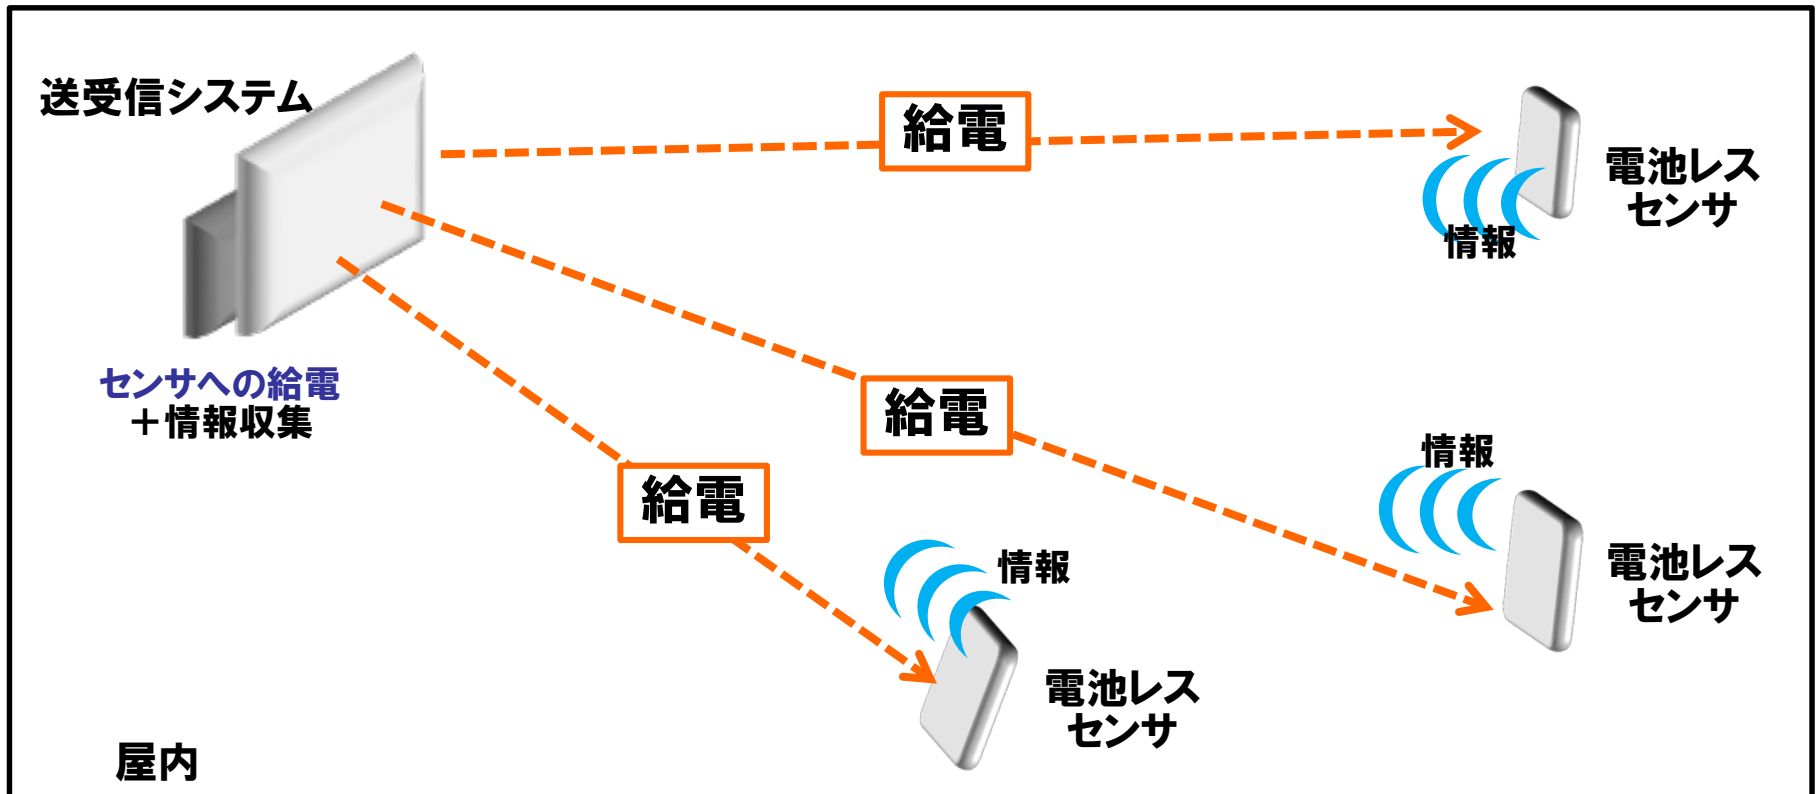 送受信システム
給電
電池レス
センサ
情報
センサへの給電
＋情報収集
給電
情報
給電
電池レス
センサ
情報
電池レス
センサ
屋内